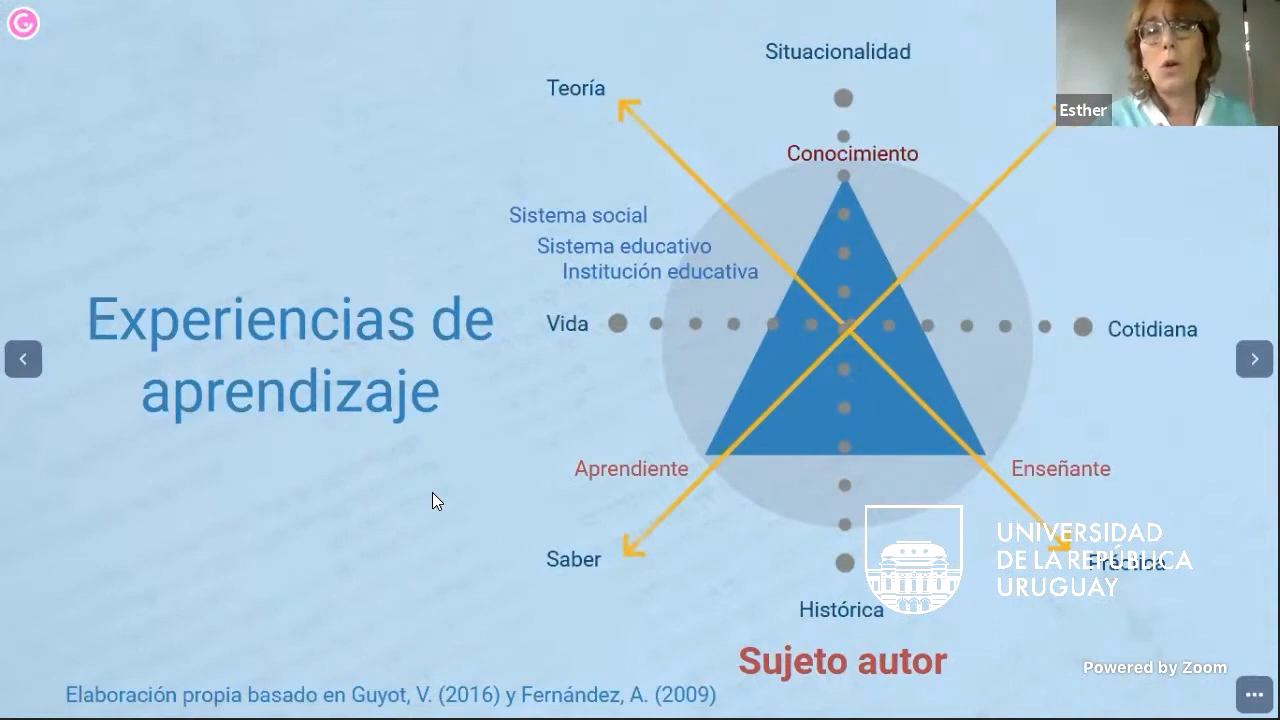 Situacionalidad
Teoría
Esther
Conocimiento
Sistema social
Sistema educativo
Institución educativa
Experiencias de
aprendizaje
Vida
Cotidiana
Aprendiente
Enseñante
Saber
Práctica
UNIVERSIDAD
DE LA REPÚBLICA
URUGUAY
Histórica
Sujeto autor
Powered by Zoom
Elaboración propia basado en Guyot, V. (2016) y Fernández, A. (2009)